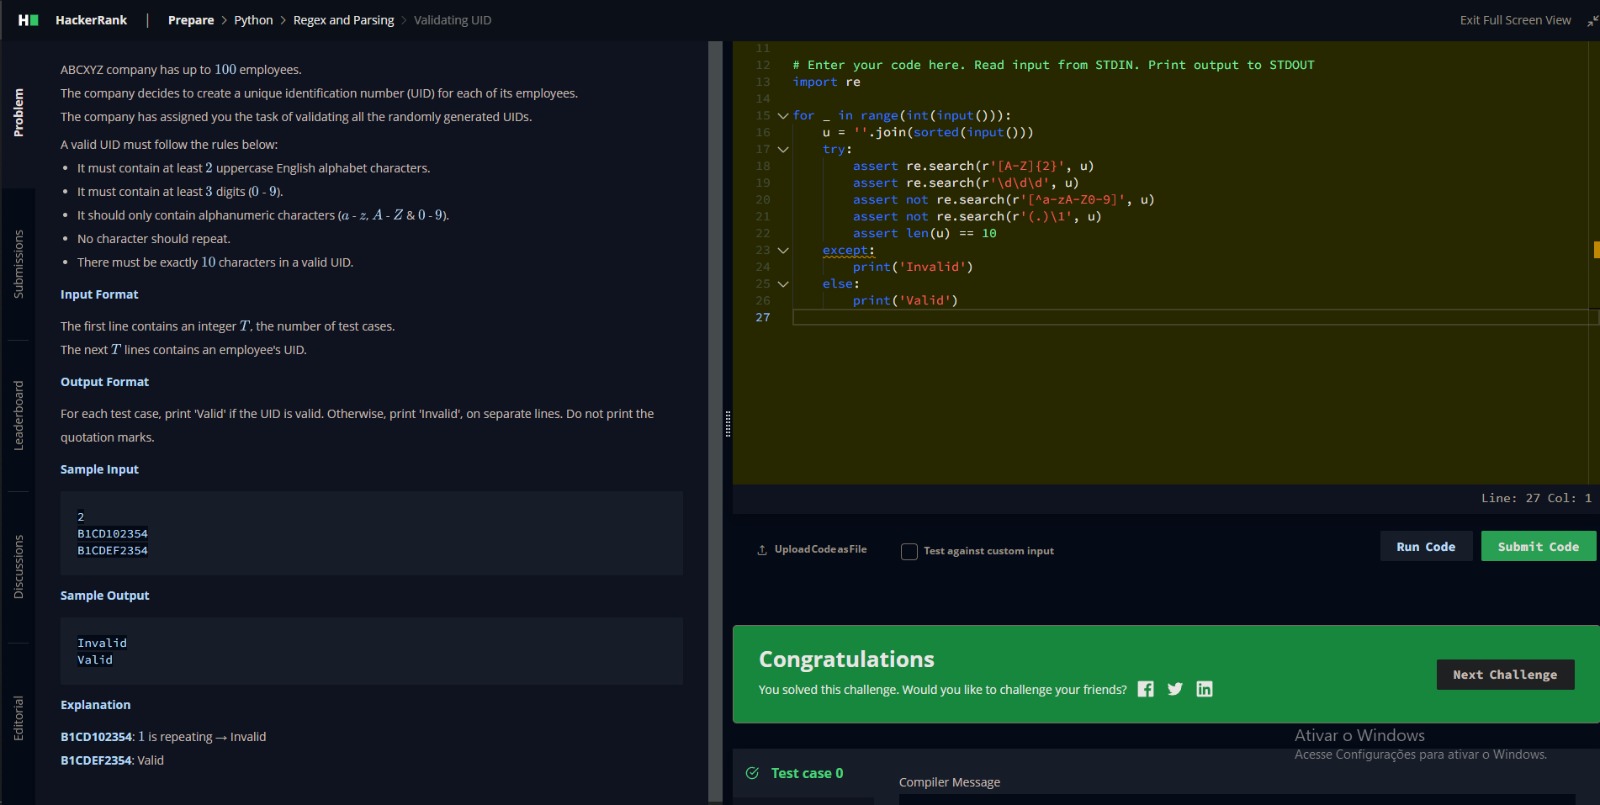 HackerRank | Prepare > Python > Regex and Parsing > Validating UID
Exit Full Screen View
Problem
Submissions
Leaderboard
Discussions
Editorial
ABCXYZ company has up to 100 employees.
The company decides to create a unique identification number (UID) for each of its employees.
The company has assigned you the task of validating all the randomly generated UIDs.
A valid UID must follow the rules below:
• It must contain at least 2 uppercase English alphabet characters.
• It must contain at least 3 digits (0 - 9).
• It should only contain alphanumeric characters (a - z, A - Z & 0 - 9).
• No character should repeat.
• There must be exactly 10 characters in a valid UID.
Input Format
The first line contains an integer T, the number of test cases.
The next T lines contains an employee's UID.
Output Format
For each test case, print 'Valid' if the UID is valid. Otherwise, print 'Invalid', on separate lines. Do not print the
quotation marks.
Sample Input
2
B1CD102354
B1CDEF2354
Sample Output
Invalid
Valid
Explanation
B1CD102354: 1 is repeating → Invalid
B1CDEF2354: Valid
11
12 # Enter your code here. Read input from STDIN. Print output to STDOUT
13 import re
14
15 for _ in range(int(input())):
16     u = ''.join(sorted(input()))
17     try:
18         assert re.search(r'[A-Z]{2}', u)
19         assert re.search(r'\d\d\d', u)
20         assert not re.search(r'[^a-zA-Z0-9]', u)
21         assert not re.search(r'(.)\1', u)
22         assert len(u) == 10
23     except:
24         print('Invalid')
25     else:
26         print('Valid')
27
Line: 27 Col: 1
Upload Code as File
Test against custom input
Run Code
Submit Code
Congratulations
You solved this challenge. Would you like to challenge your friends?
Next Challenge
Ativar o Windows
Acesse Configurações para ativar o Windows.
Test case 0
Compiler Message